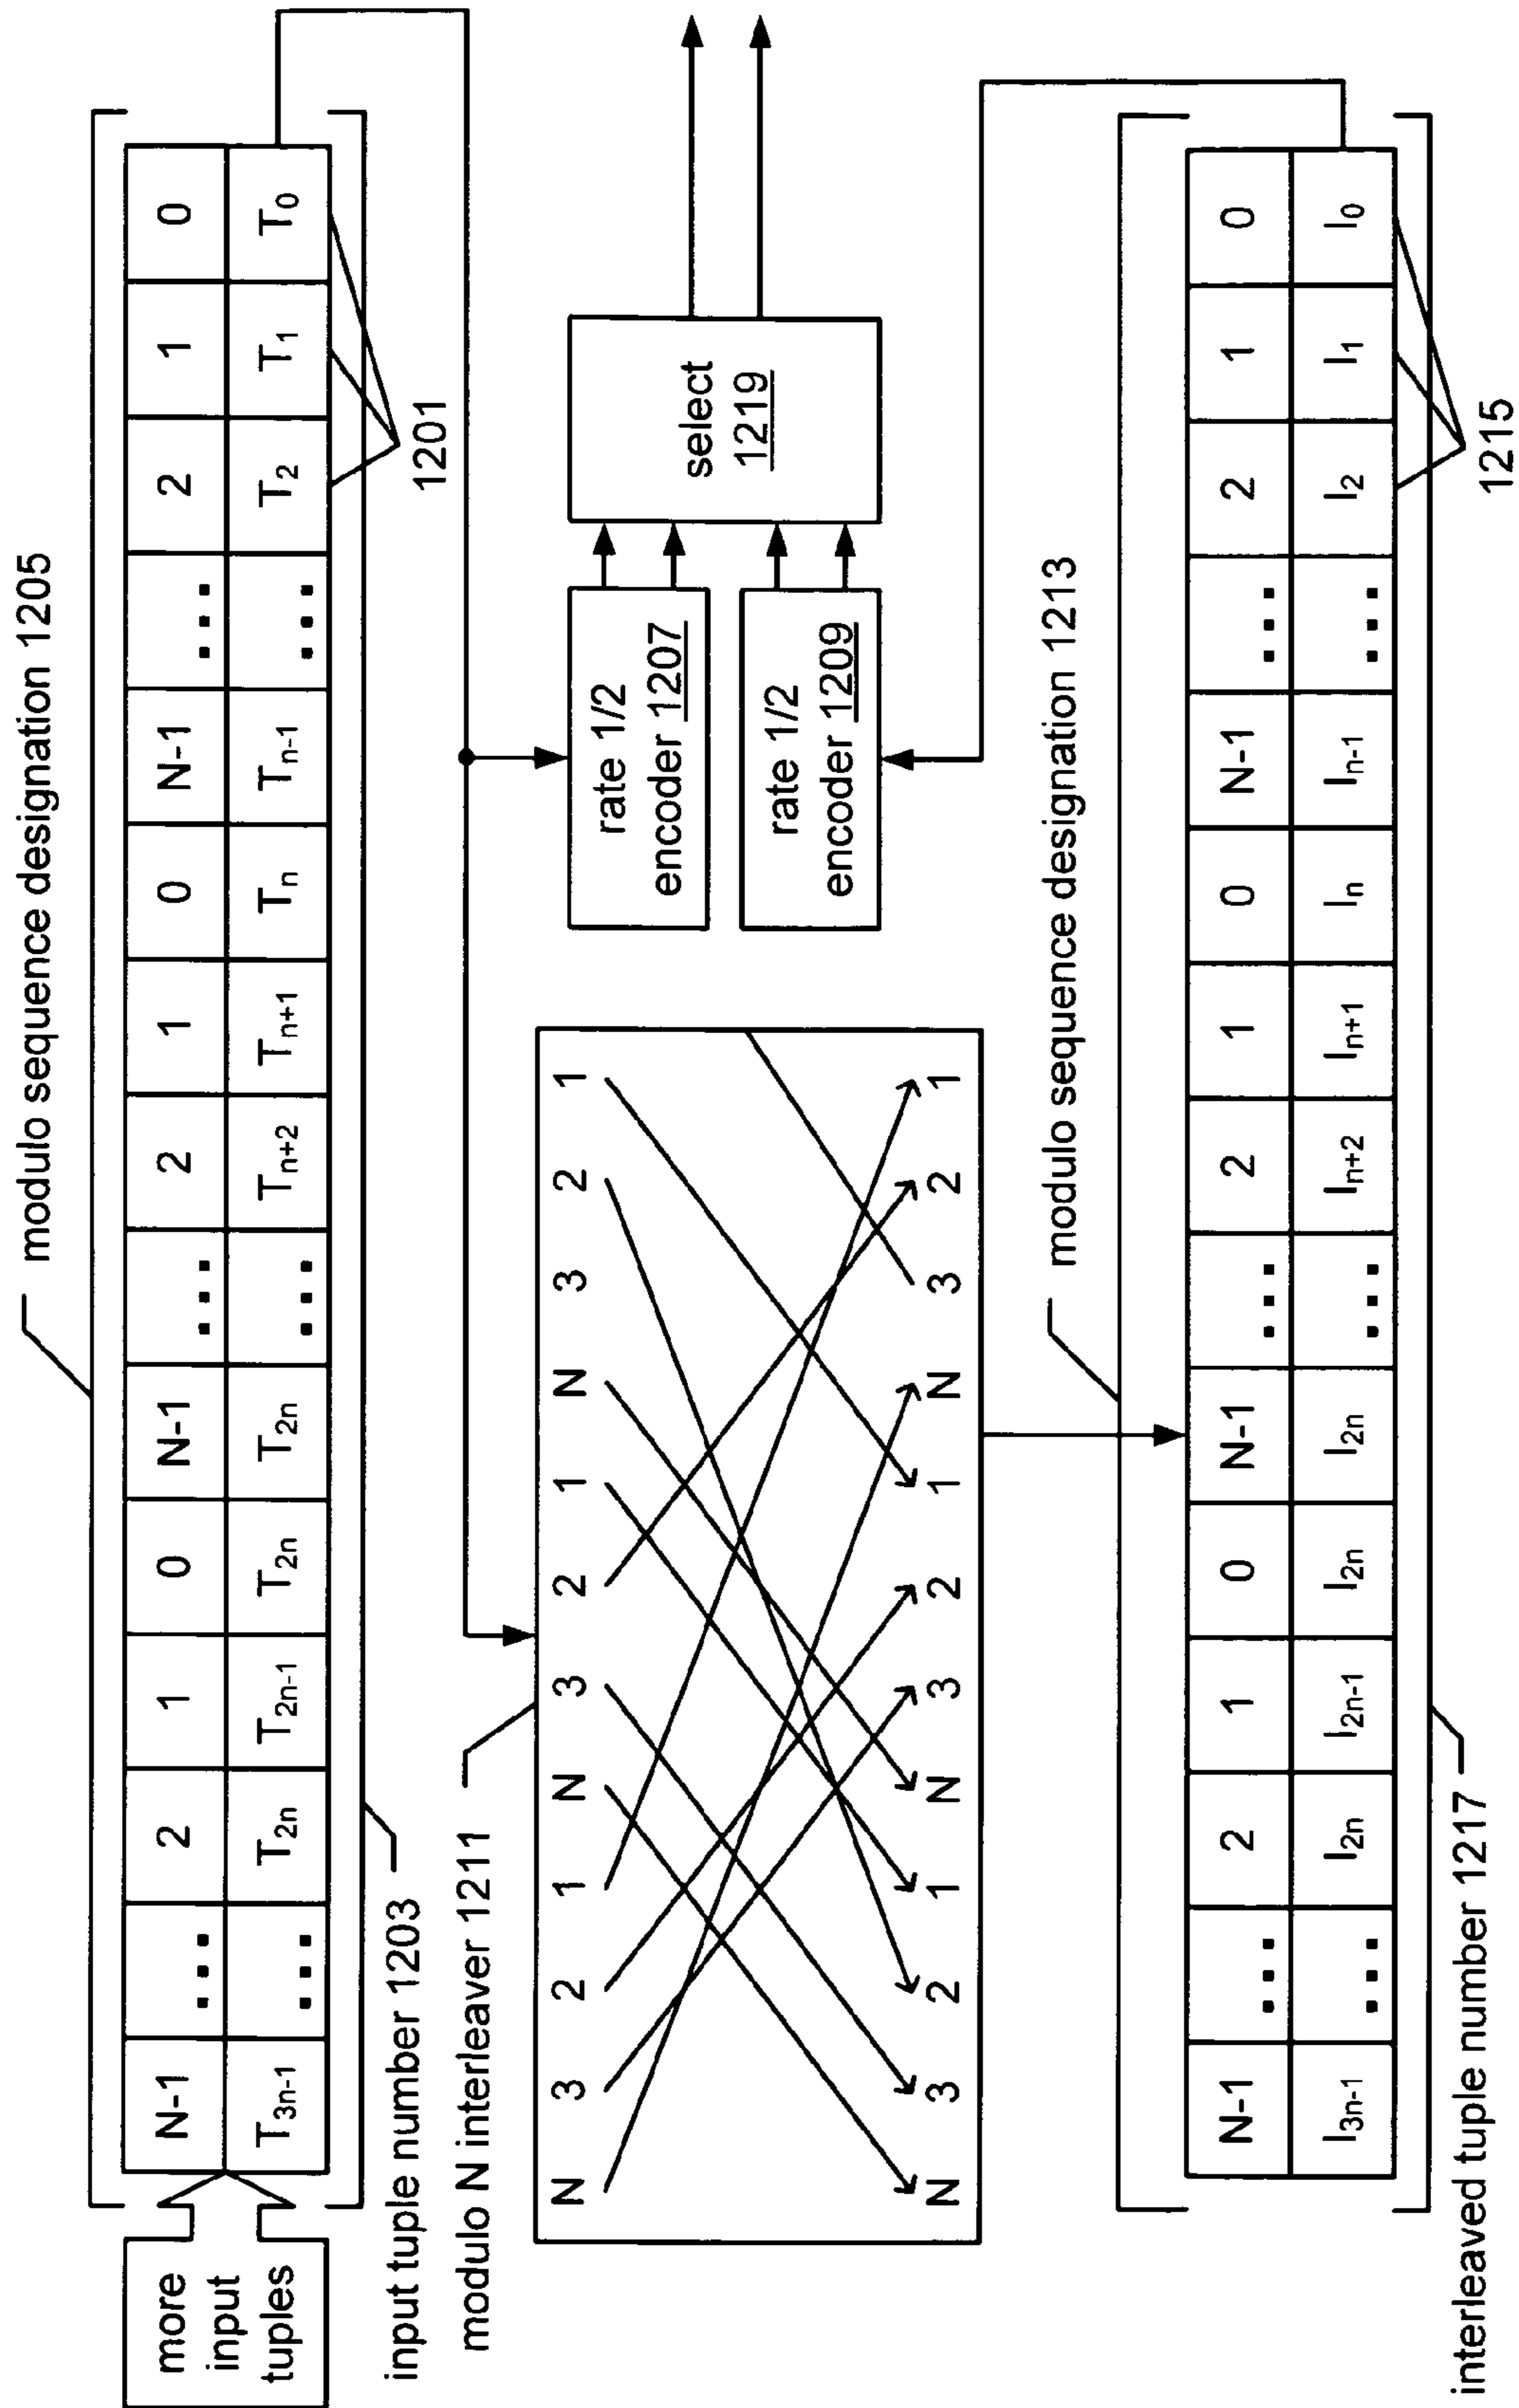 modulo sequence designation 1205
more
input
tuples
N-1 ... 2 1 0 N-1 ... 2 1 0 N-1 ... 2 1 0
T3n-1 ... T2n T2n-1 T2n T2n ... Tn+2 Tn+1 Tn Tn-1 ... T2 T1 T0
input tuple number 1203
1201
modulo N interleaver 1211
N 3 2 1 N 3 2 1 N 3 2 1
N 3 2 1 N 3 2 1 N 3 2 1
rate 1/2
encoder 1207
rate 1/2
encoder 1209
select
1219
modulo sequence designation 1213
N-1 ... 2 1 0 N-1 ... 2 1 0 N-1 ... 2 1 0
I3n-1 ... I2n I2n-1 I2n I2n ... In+2 In+1 In In-1 ... I2 I1 I0
interleaved tuple number 1217
1215